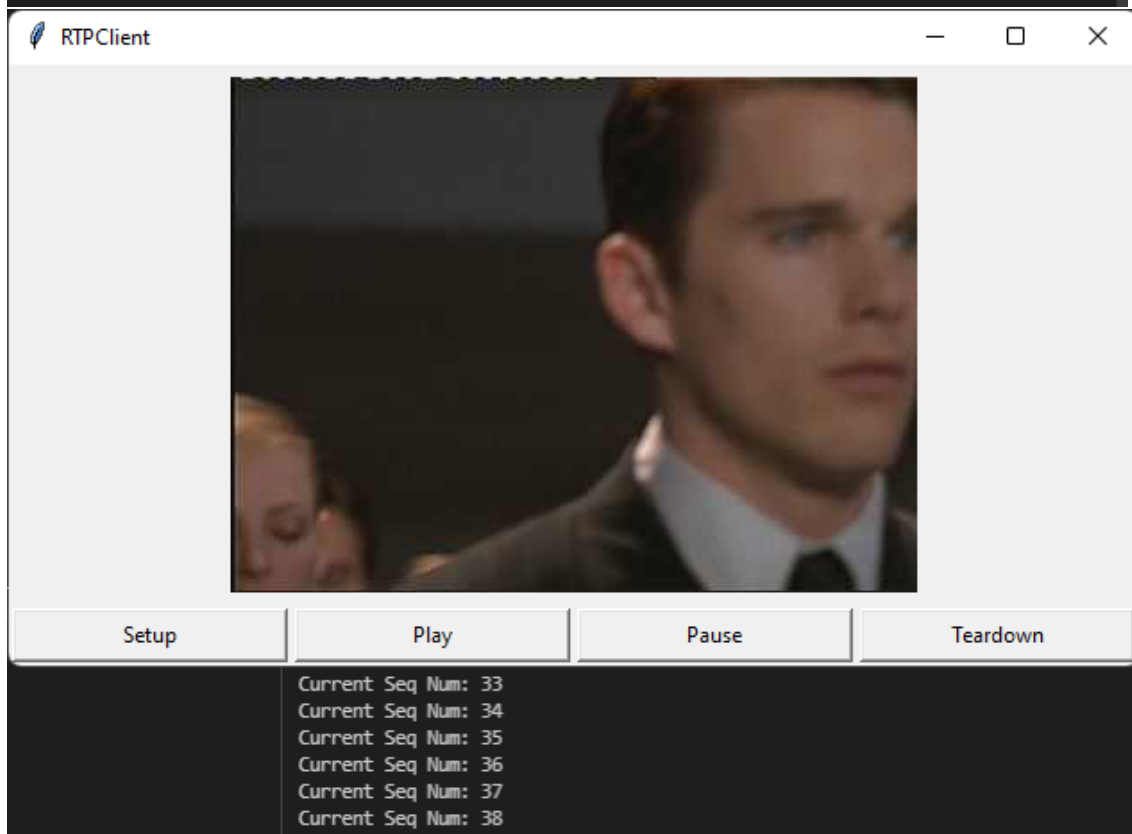 RTPClient
Setup Play Pause Teardown
Current Seq Num: 33
Current Seq Num: 34
Current Seq Num: 35
Current Seq Num: 36
Current Seq Num: 37
Current Seq Num: 38